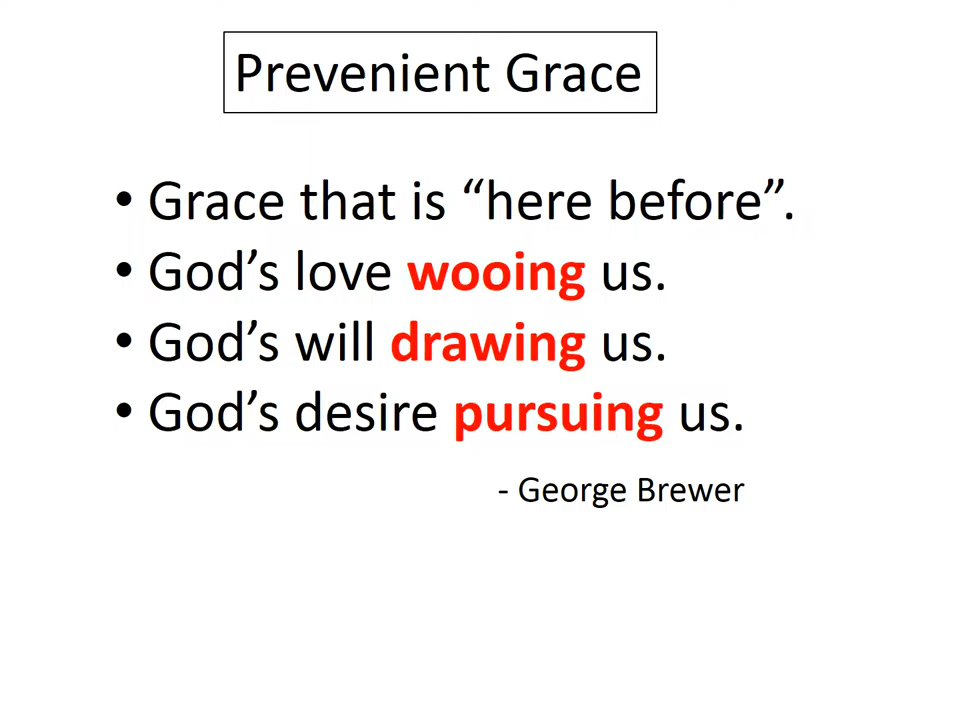 Prevenient Grace
• Grace that is “here before”.
• God’s love wooing us.
• God’s will drawing us.
• God’s desire pursuing us.
- George Brewer